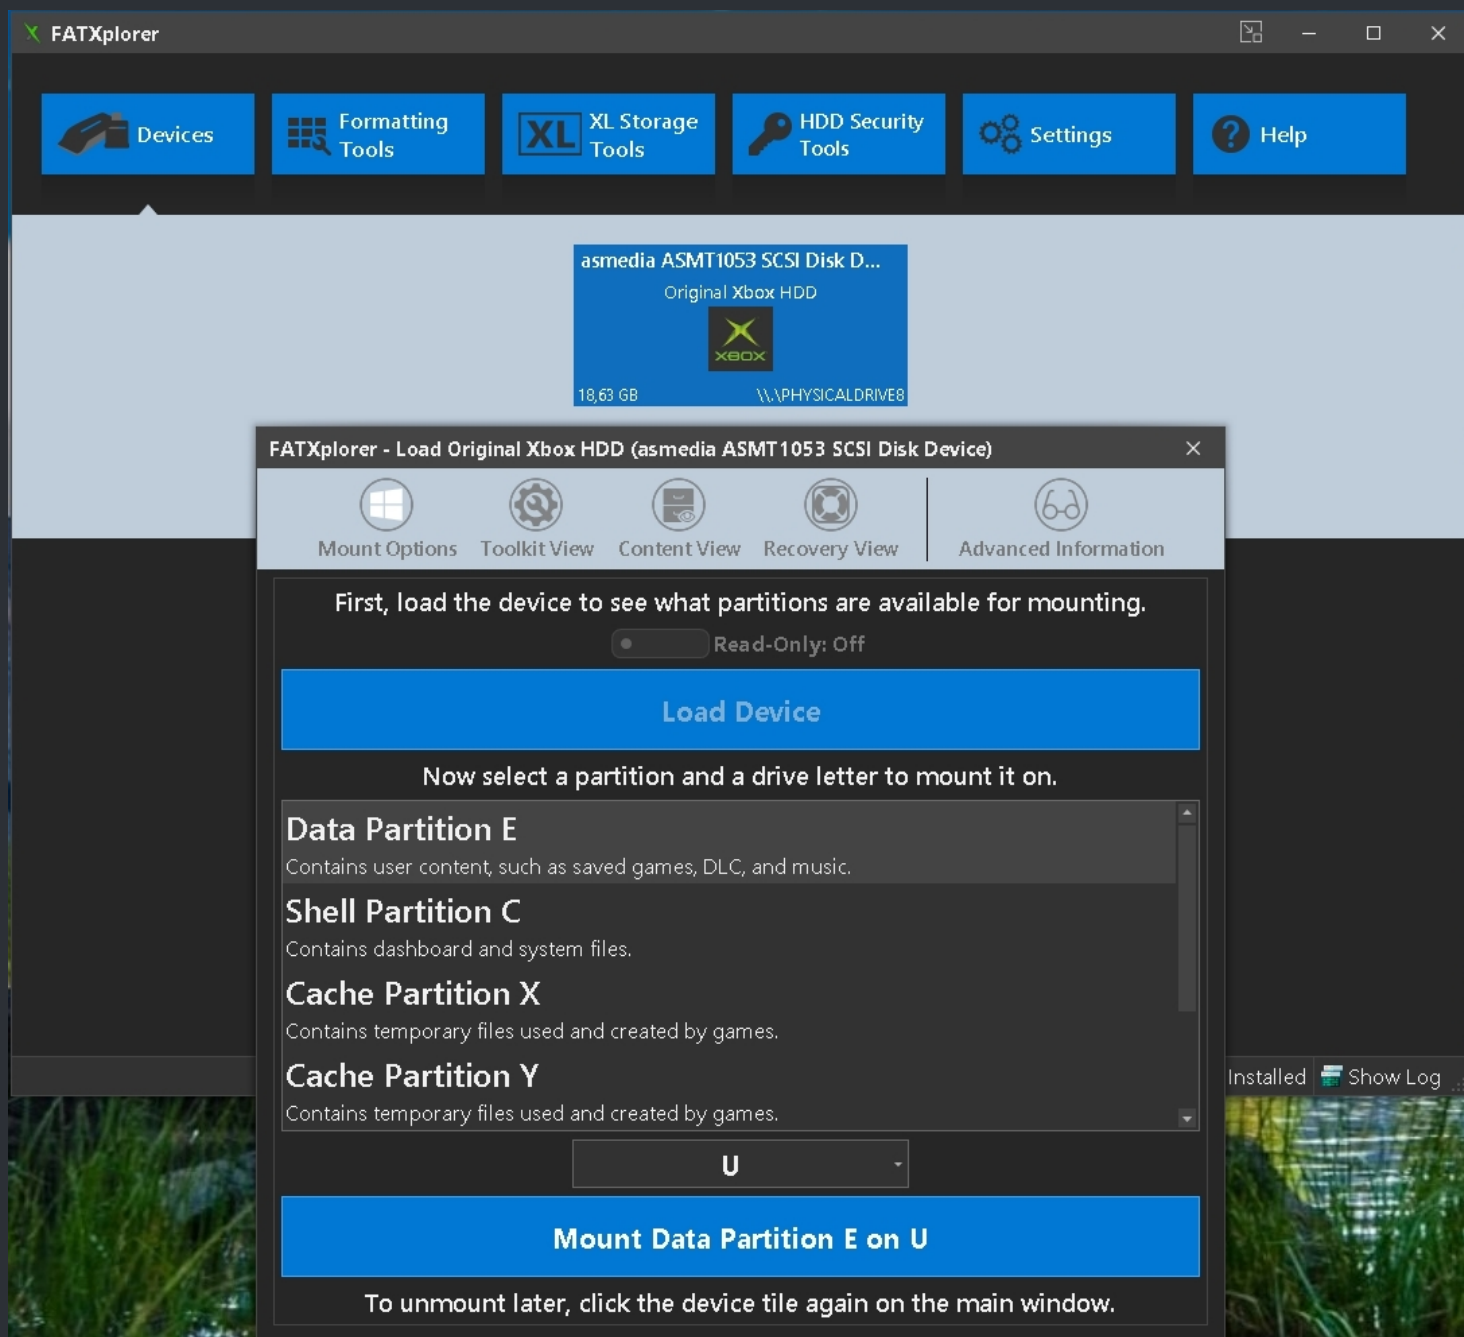 FATXplorer
Devices
Formatting
Tools
XL
XL Storage
Tools
HDD Security
Tools
Settings
Help
asmedia ASMT1053 SCSI Disk D...
Original Xbox HDD
XBOX
18,63 GB
\\.\PHYSICALDRIVE8
FATXplorer - Load Original Xbox HDD (asmedia ASMT1053 SCSI Disk Device)
Mount Options
Toolkit View
Content View
Recovery View
Advanced Information
First, load the device to see what partitions are available for mounting.
Read-Only: Off
Load Device
Now select a partition and a drive letter to mount it on.
Data Partition E
Contains user content, such as saved games, DLC, and music.
Shell Partition C
Contains dashboard and system files.
Cache Partition X
Contains temporary files used and created by games.
Cache Partition Y
Contains temporary files used and created by games.
Installed
Show Log
U
Mount Data Partition E on U
To unmount later, click the device tile again on the main window.